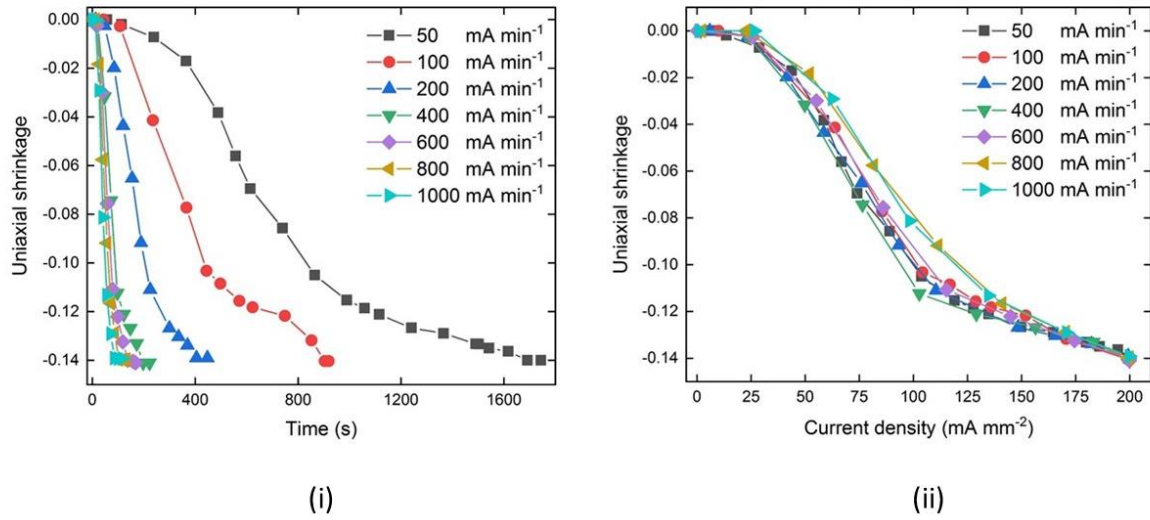 0.00
-0.02
-0.04
-0.06
-0.08
-0.10
-0.12
-0.14
Uniaxial shrinkage
50 mA min⁻¹
100 mA min⁻¹
200 mA min⁻¹
400 mA min⁻¹
600 mA min⁻¹
800 mA min⁻¹
1000 mA min⁻¹
0 400 800 1200 1600
Time (s)
(i)
0.00
-0.02
-0.04
-0.06
-0.08
-0.10
-0.12
-0.14
Uniaxial shrinkage
50 mA min⁻¹
100 mA min⁻¹
200 mA min⁻¹
400 mA min⁻¹
600 mA min⁻¹
800 mA min⁻¹
1000 mA min⁻¹
0 25 50 75 100 125 150 175 200
Current density (mA mm⁻²)
(ii)